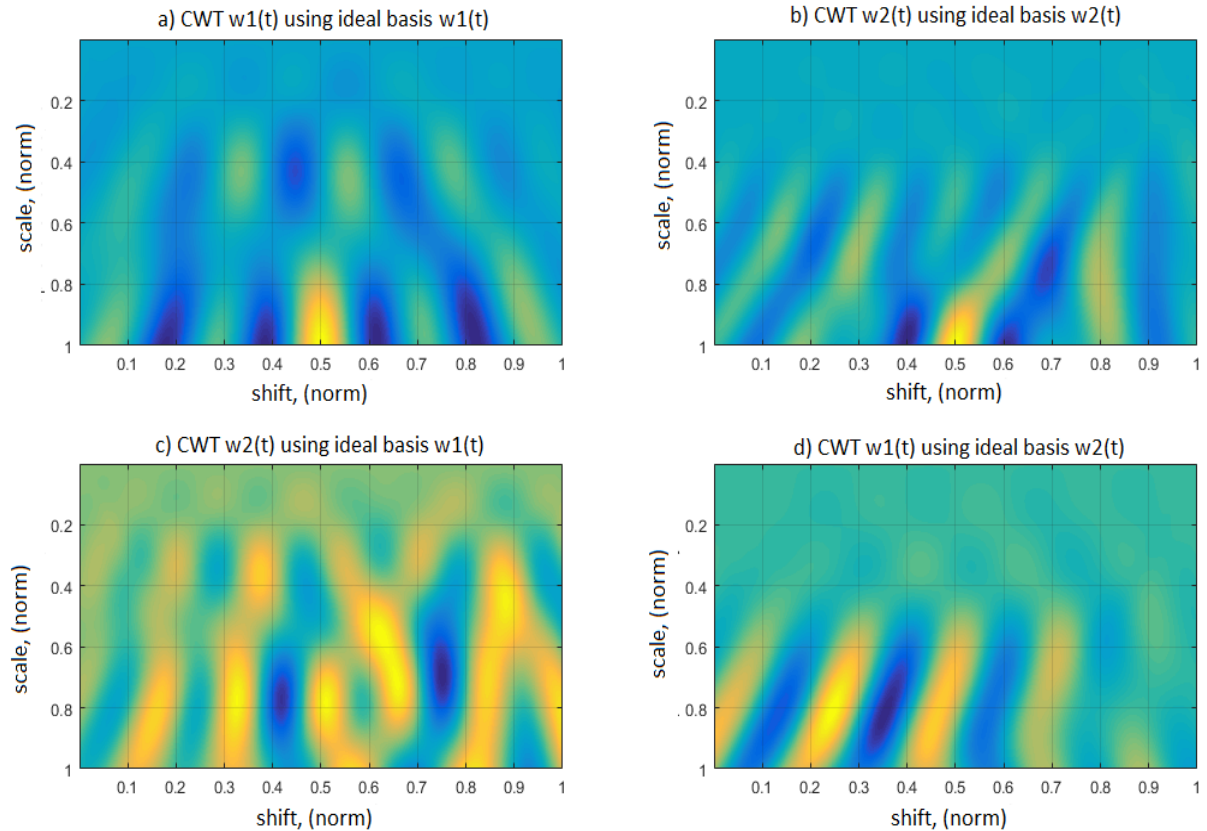 a) CWT w1(t) using ideal basis w1(t)
0.2
0.4
0.6
0.8
1
scale, (norm)
0.1 0.2 0.3 0.4 0.5 0.6 0.7 0.8 0.9 1
shift, (norm)
b) CWT w2(t) using ideal basis w2(t)
0.2
0.4
0.6
0.8
1
scale, (norm)
0.1 0.2 0.3 0.4 0.5 0.6 0.7 0.8 0.9 1
shift, (norm)
c) CWT w2(t) using ideal basis w1(t)
0.2
0.4
0.6
0.8
1
scale, (norm)
0.1 0.2 0.3 0.4 0.5 0.6 0.7 0.8 0.9 1
shift, (norm)
d) CWT w1(t) using ideal basis w2(t)
0.2
0.4
0.6
0.8
1
scale, (norm)
0.1 0.2 0.3 0.4 0.5 0.6 0.7 0.8 0.9 1
shift, (norm)